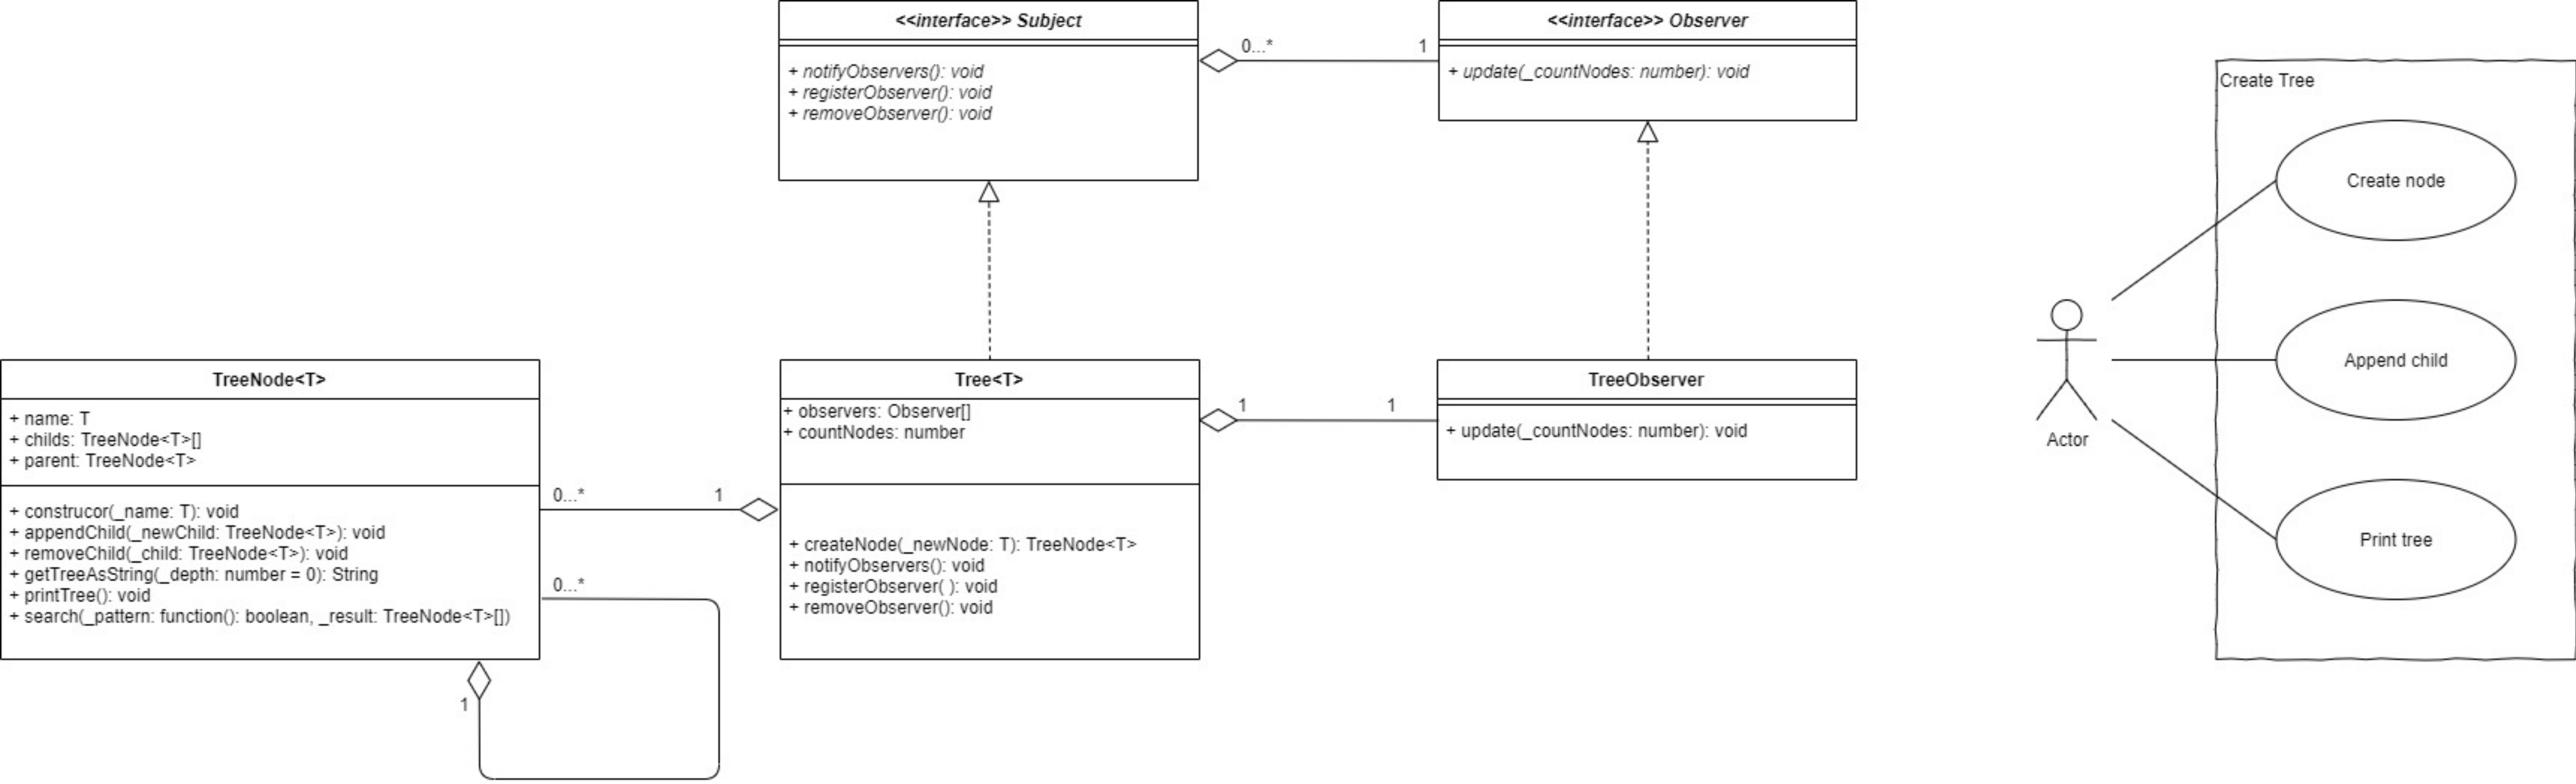 <<interface>> Subject
+ notifyObservers(): void
+ registerObserver(): void
+ removeObserver(): void
0...*
1
<<interface>> Observer
+ update(_countNodes: number): void
TreeNode<T>
+ name: T
+ childs: TreeNode<T>[]
+ parent: TreeNode<T>
+ construcor(_name: T): void
+ appendChild(_newChild: TreeNode<T>): void
+ removeChild(_child: TreeNode<T>): void
+ getTreeAsString(_depth: number = 0): String
+ printTree(): void
+ search(_pattern: function(): boolean, _result: TreeNode<T>[])
0...*
1
0...*
1
Tree<T>
+ observers: Observer[]
+ countNodes: number
+ createNode(_newNode: T): TreeNode<T>
+ notifyObservers(): void
+ registerObserver( ): void
+ removeObserver(): void
1
1
TreeObserver
+ update(_countNodes: number): void
Actor
Create Tree
Create node
Append child
Print tree